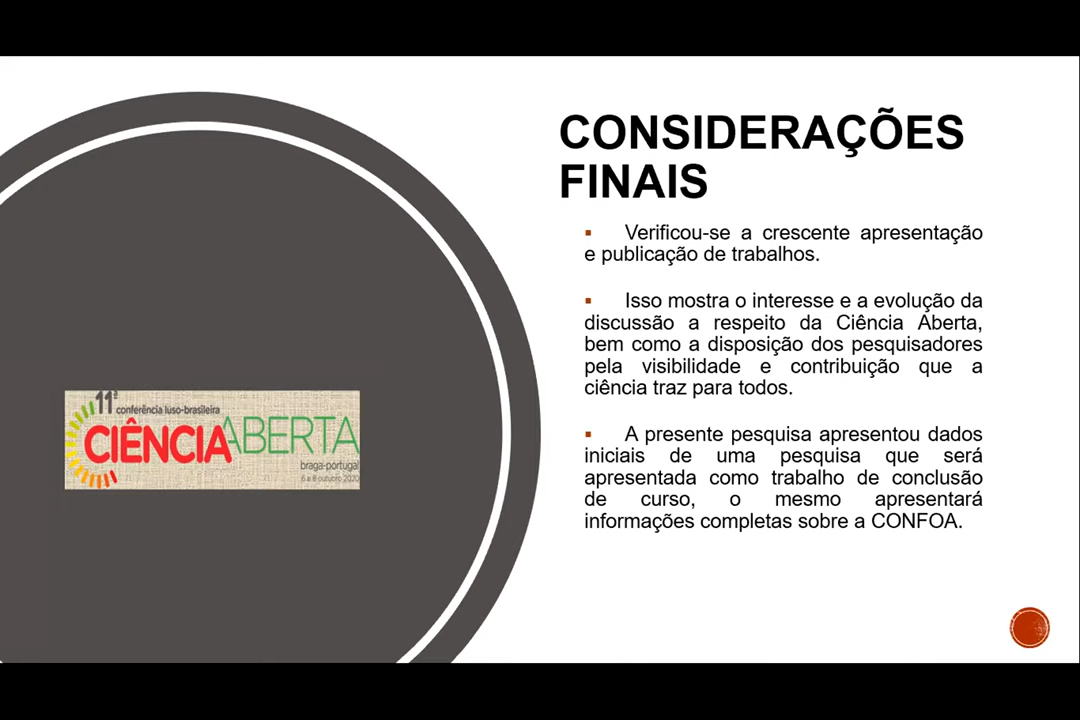 CONSIDERAÇÕES
FINAIS
▪ Verificou-se a crescente apresentação
e publicação de trabalhos.
▪ Isso mostra o interesse e a evolução da
discussão a respeito da Ciência Aberta,
bem como a disposição dos pesquisadores
pela visibilidade e contribuição que a
ciência traz para todos.
▪ A presente pesquisa apresentou dados
iniciais de uma pesquisa que será
apresentada como trabalho de conclusão
de curso, o mesmo apresentará
informações completas sobre a CONFOA.
11ª conferência luso-brasileira
CIÊNCIA ABERTA
braga-portugal
6 a 8 outubro 2020